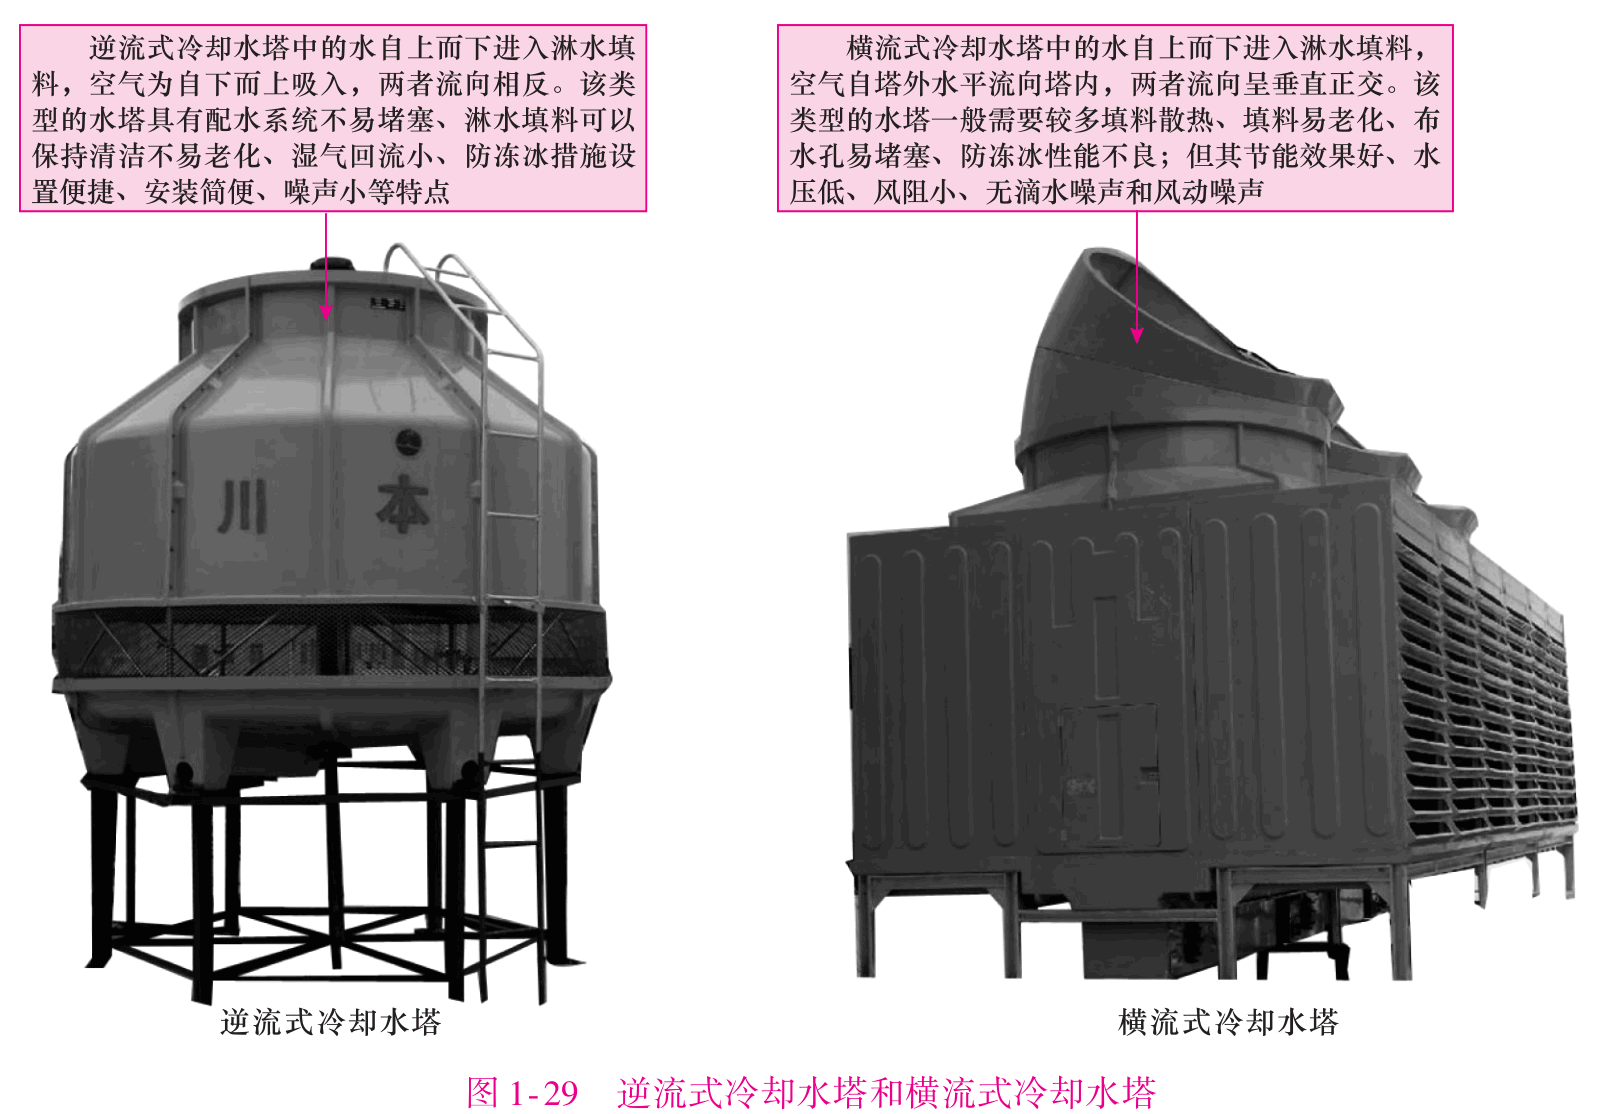 逆流式冷却水塔中的水自上而下进入淋水填
料，空气为自下而上吸入，两者流向相反。该类
型的水塔具有配水系统不易堵塞、淋水填料可以
保持清洁不易老化、湿气回流小、防冻冰措施设
置便捷、安装简便、噪声小等特点
横流式冷却水塔中的水自上而下进入淋水填料，
空气自塔外水平流向塔内，两者流向呈垂直正交。该
类型的水塔一般需要较多填料散热、填料易老化、布
水孔易堵塞、防冻冰性能不良；但其节能效果好、水
压低、风阻小、无滴水噪声和风动噪声
川 本
逆流式冷却水塔
横流式冷却水塔
图 1-29 逆流式冷却水塔和横流式冷却水塔